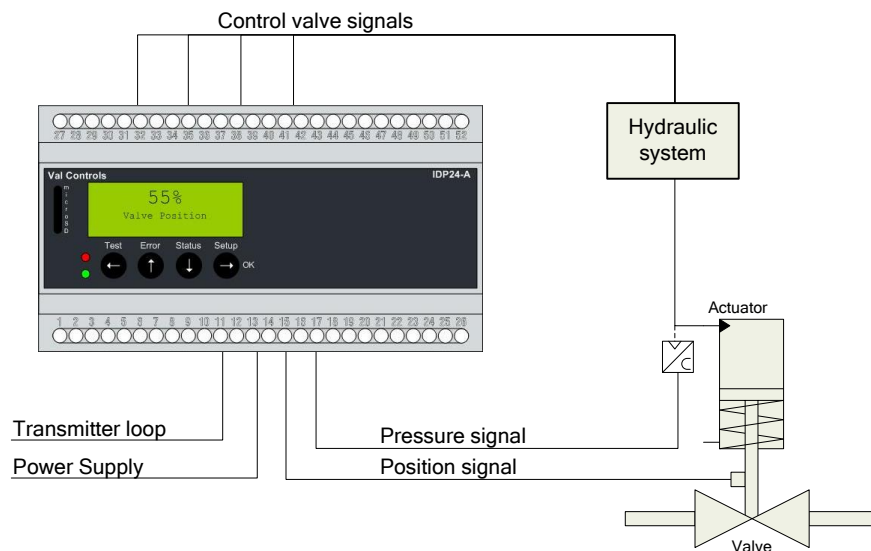 Control valve signals
27 28 29 30 31 32 33 34 35 36 37 38 39 40 41 42 43 44 45 46 47 48 49 50 51 52
Hydraulic
system
Val Controls
IDP24-A
micro SD
55%
Valve Position
Test Error Status Setup
OK
Actuator
1 2 3 4 5 6 7 8 9 10 11 12 13 14 15 16 17 18 19 20 21 22 23 24 25 26
Transmitter loop
Pressure signal
Power Supply
Position signal
Valve